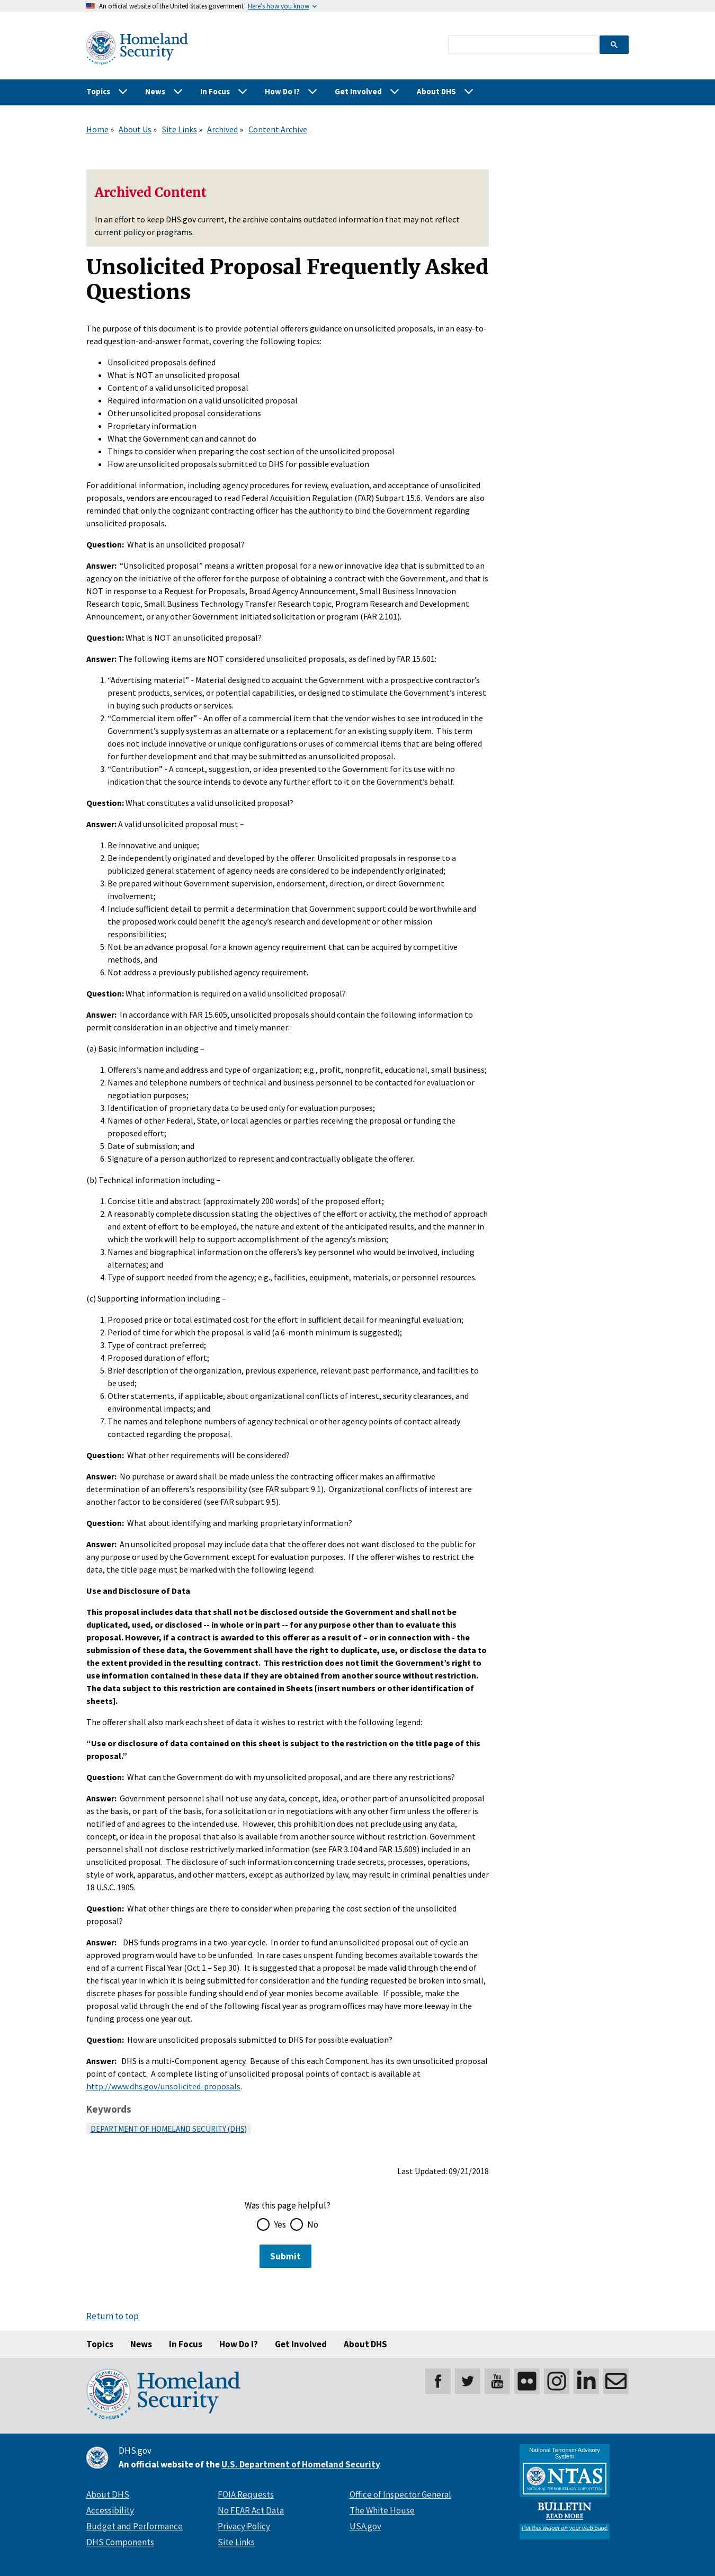 An official website of the United States government Here's how you know
Homeland
Security
Topics News In Focus How Do I? Get Involved About DHS
Home » About Us » Site Links » Archived » Content Archive
Archived Content
In an effort to keep DHS.gov current, the archive contains outdated information that may not reflect
current policy or programs.
Unsolicited Proposal Frequently Asked
Questions
The purpose of this document is to provide potential offerers guidance on unsolicited proposals, in an easy-to-
read question-and-answer format, covering the following topics:
• Unsolicited proposals defined
• What is NOT an unsolicited proposal
• Content of a valid unsolicited proposal
• Required information on a valid unsolicited proposal
• Other unsolicited proposal considerations
• Proprietary information
• What the Government can and cannot do
• Things to consider when preparing the cost section of the unsolicited proposal
• How are unsolicited proposals submitted to DHS for possible evaluation
For additional information, including agency procedures for review, evaluation, and acceptance of unsolicited
proposals, vendors are encouraged to read Federal Acquisition Regulation (FAR) Subpart 15.6. Vendors are also
reminded that only the cognizant contracting officer has the authority to bind the Government regarding
unsolicited proposals.
Question: What is an unsolicited proposal?
Answer: “Unsolicited proposal” means a written proposal for a new or innovative idea that is submitted to an
agency on the initiative of the offerer for the purpose of obtaining a contract with the Government, and that is
NOT in response to a Request for Proposals, Broad Agency Announcement, Small Business Innovation
Research topic, Small Business Technology Transfer Research topic, Program Research and Development
Announcement, or any other Government initiated solicitation or program (FAR 2.101).
Question: What is NOT an unsolicited proposal?
Answer: The following items are NOT considered unsolicited proposals, as defined by FAR 15.601:
1. “Advertising material” - Material designed to acquaint the Government with a prospective contractor’s
present products, services, or potential capabilities, or designed to stimulate the Government’s interest
in buying such products or services.
2. “Commercial item offer” - An offer of a commercial item that the vendor wishes to see introduced in the
Government’s supply system as an alternate or a replacement for an existing supply item. This term
does not include innovative or unique configurations or uses of commercial items that are being offered
for further development and that may be submitted as an unsolicited proposal.
3. “Contribution” - A concept, suggestion, or idea presented to the Government for its use with no
indication that the source intends to devote any further effort to it on the Government’s behalf.
Question: What constitutes a valid unsolicited proposal?
Answer: A valid unsolicited proposal must –
1. Be innovative and unique;
2. Be independently originated and developed by the offerer. Unsolicited proposals in response to a
publicized general statement of agency needs are considered to be independently originated;
3. Be prepared without Government supervision, endorsement, direction, or direct Government
involvement;
4. Include sufficient detail to permit a determination that Government support could be worthwhile and
the proposed work could benefit the agency’s research and development or other mission
responsibilities;
5. Not be an advance proposal for a known agency requirement that can be acquired by competitive
methods, and
6. Not address a previously published agency requirement.
Question: What information is required on a valid unsolicited proposal?
Answer: In accordance with FAR 15.605, unsolicited proposals should contain the following information to
permit consideration in an objective and timely manner:
(a) Basic information including –
1. Offerers’s name and address and type of organization; e.g., profit, nonprofit, educational, small business;
2. Names and telephone numbers of technical and business personnel to be contacted for evaluation or
negotiation purposes;
3. Identification of proprietary data to be used only for evaluation purposes;
4. Names of other Federal, State, or local agencies or parties receiving the proposal or funding the
proposed effort;
5. Date of submission; and
6. Signature of a person authorized to represent and contractually obligate the offerer.
(b) Technical information including –
1. Concise title and abstract (approximately 200 words) of the proposed effort;
2. A reasonably complete discussion stating the objectives of the effort or activity, the method of approach
and extent of effort to be employed, the nature and extent of the anticipated results, and the manner in
which the work will help to support accomplishment of the agency’s mission;
3. Names and biographical information on the offerers’s key personnel who would be involved, including
alternates; and
4. Type of support needed from the agency; e.g., facilities, equipment, materials, or personnel resources.
(c) Supporting information including –
1. Proposed price or total estimated cost for the effort in sufficient detail for meaningful evaluation;
2. Period of time for which the proposal is valid (a 6-month minimum is suggested);
3. Type of contract preferred;
4. Proposed duration of effort;
5. Brief description of the organization, previous experience, relevant past performance, and facilities to
be used;
6. Other statements, if applicable, about organizational conflicts of interest, security clearances, and
environmental impacts; and
7. The names and telephone numbers of agency technical or other agency points of contact already
contacted regarding the proposal.
Question: What other requirements will be considered?
Answer: No purchase or award shall be made unless the contracting officer makes an affirmative
determination of an offerers’s responsibility (see FAR subpart 9.1). Organizational conflicts of interest are
another factor to be considered (see FAR subpart 9.5).
Question: What about identifying and marking proprietary information?
Answer: An unsolicited proposal may include data that the offerer does not want disclosed to the public for
any purpose or used by the Government except for evaluation purposes. If the offerer wishes to restrict the
data, the title page must be marked with the following legend:
Use and Disclosure of Data
This proposal includes data that shall not be disclosed outside the Government and shall not be
duplicated, used, or disclosed -- in whole or in part -- for any purpose other than to evaluate this
proposal. However, if a contract is awarded to this offerer as a result of – or in connection with - the
submission of these data, the Government shall have the right to duplicate, use, or disclose the data to
the extent provided in the resulting contract. This restriction does not limit the Government’s right to
use information contained in these data if they are obtained from another source without restriction.
The data subject to this restriction are contained in Sheets [insert numbers or other identification of
sheets].
The offerer shall also mark each sheet of data it wishes to restrict with the following legend:
“Use or disclosure of data contained on this sheet is subject to the restriction on the title page of this
proposal.”
Question: What can the Government do with my unsolicited proposal, and are there any restrictions?
Answer: Government personnel shall not use any data, concept, idea, or other part of an unsolicited proposal
as the basis, or part of the basis, for a solicitation or in negotiations with any other firm unless the offerer is
notified of and agrees to the intended use. However, this prohibition does not preclude using any data,
concept, or idea in the proposal that also is available from another source without restriction. Government
personnel shall not disclose restrictively marked information (see FAR 3.104 and FAR 15.609) included in an
unsolicited proposal. The disclosure of such information concerning trade secrets, processes, operations,
style of work, apparatus, and other matters, except as authorized by law, may result in criminal penalties under
18 U.S.C. 1905.
Question: What other things are there to consider when preparing the cost section of the unsolicited
proposal?
Answer: DHS funds programs in a two-year cycle. In order to fund an unsolicited proposal out of cycle an
approved program would have to be unfunded. In rare cases unspent funding becomes available towards the
end of a current Fiscal Year (Oct 1 – Sep 30). It is suggested that a proposal be made valid through the end of
the fiscal year in which it is being submitted for consideration and the funding requested be broken into small,
discrete phases for possible funding should end of year monies become available. If possible, make the
proposal valid through the end of the following fiscal year as program offices may have more leeway in the
funding process one year out.
Question: How are unsolicited proposals submitted to DHS for possible evaluation?
Answer: DHS is a multi-Component agency. Because of this each Component has its own unsolicited proposal
point of contact. A complete listing of unsolicited proposal points of contact is available at
http://www.dhs.gov/unsolicited-proposals.
Keywords
DEPARTMENT OF HOMELAND SECURITY (DHS)
Last Updated: 09/21/2018
Was this page helpful?
Yes No
Submit
Return to top
Topics News In Focus How Do I? Get Involved About DHS
Homeland
Security
You Tube
DHS.gov
An official website of the U.S. Department of Homeland Security
About DHS FOIA Requests Office of Inspector General
Accessibility No FEAR Act Data The White House
Budget and Performance Privacy Policy USA.gov
DHS Components Site Links
National Terrorism Advisory
System
NTAS
NATIONAL TERRORISM ADVISORY SYSTEM
BULLETIN
READ MORE
Put this widget on your web page